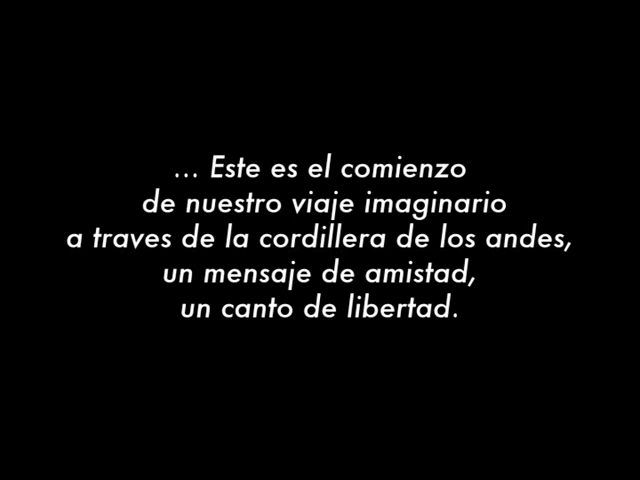 ... Este es el comienzo
de nuestro viaje imaginario
a traves de la cordillera de los andes,
un mensaje de amistad,
un canto de libertad.